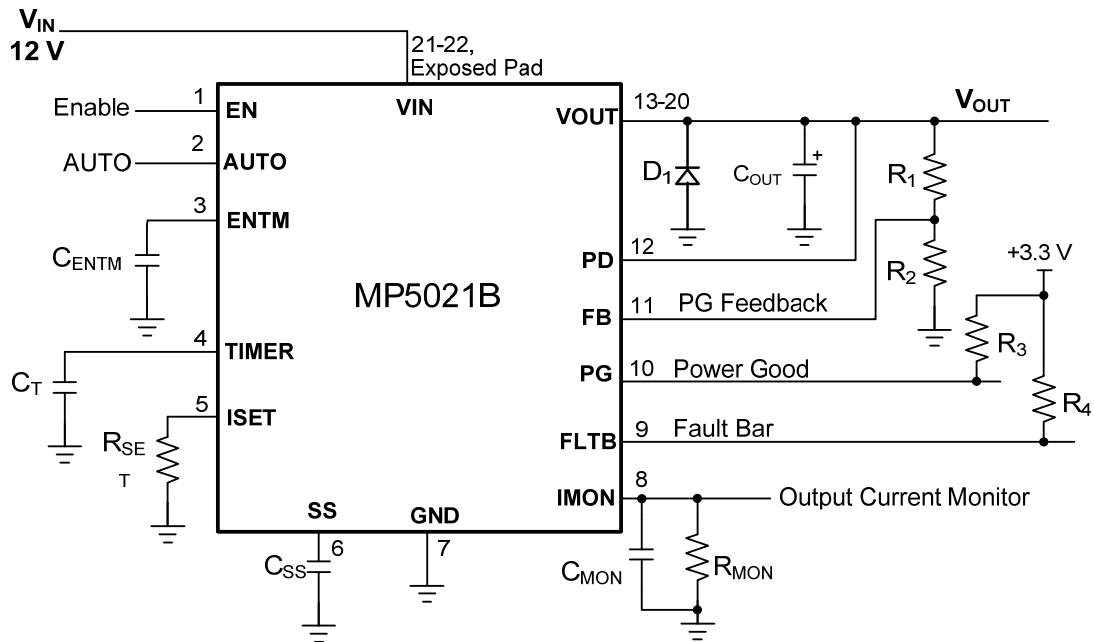 VIN
12 V
21-22,
Exposed Pad
VIN
Enable
1
EN
AUTO
2
AUTO
3
ENTM
CENTM
4
TIMER
CT
5
ISET
RSE
T
SS
6
CSS
GND
7
MP5021B
VOUT
13-20
VOUT
D1
COUT
+
R1
R2
PD
12
FB
11
PG Feedback
+3.3 V
R3
R4
PG
10
Power Good
FLTB
9
Fault Bar
IMON
8
Output Current Monitor
CMON
RMON